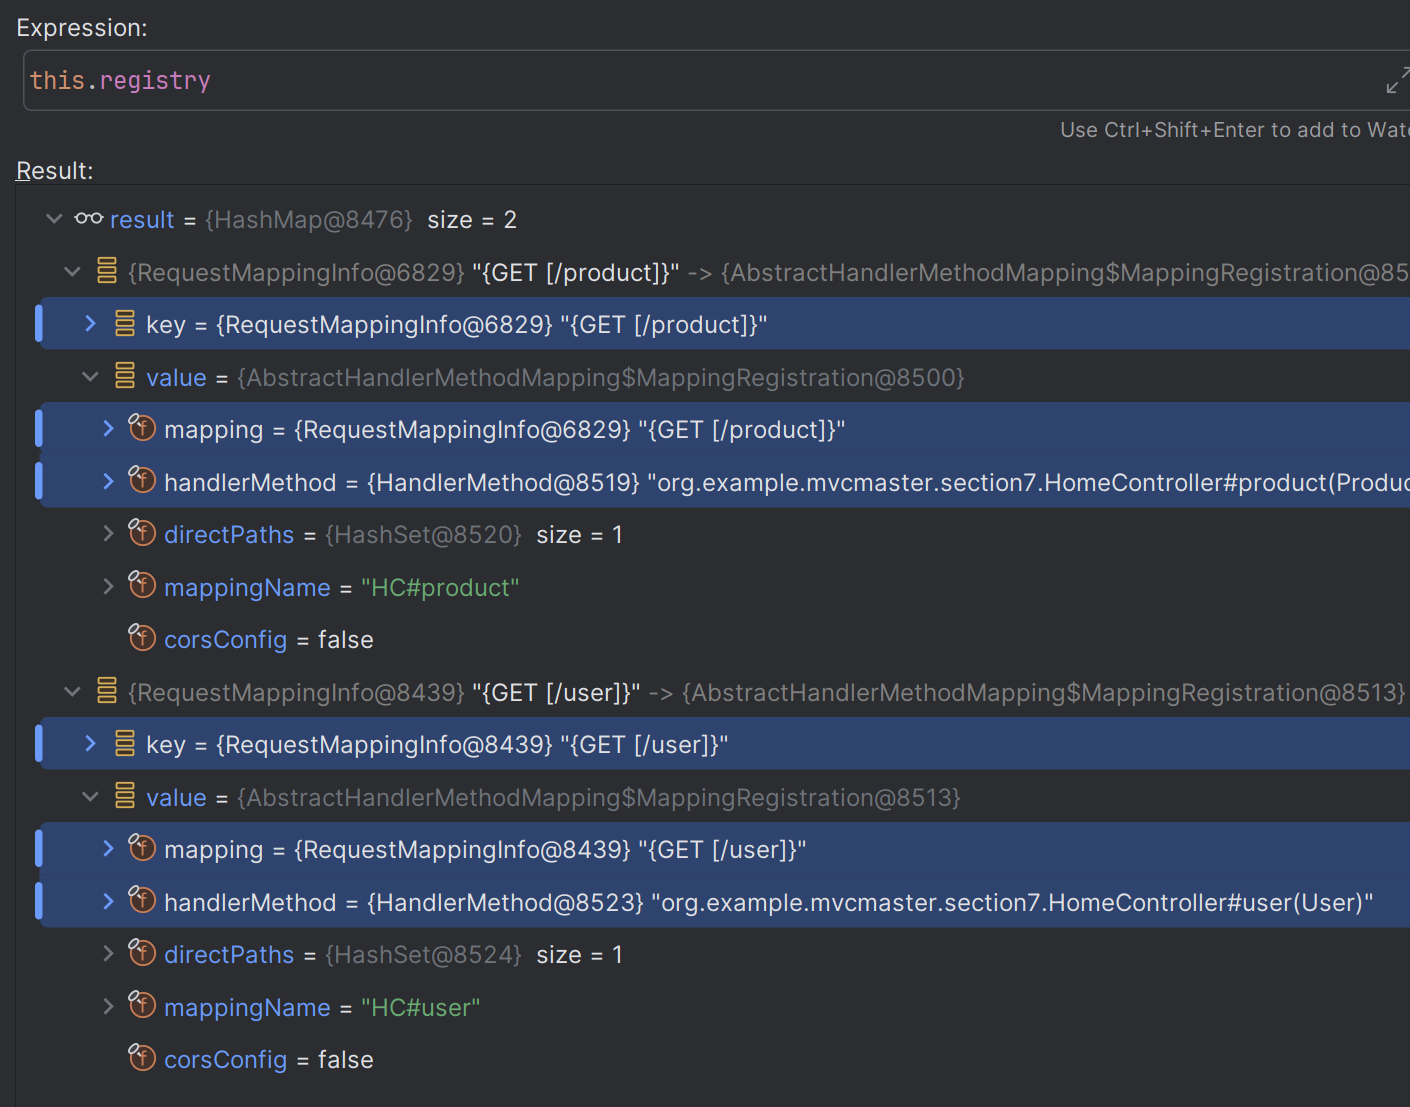 Expression:
this.registry
Use Ctrl+Shift+Enter to add to
Result:
result = {HashMap@8476} size = 2
{RequestMappingInfo@6829} "{GET [/product]}" -> {AbstractHandlerMethodMapping$MappingRegistration@85
key = {RequestMappingInfo@6829} "{GET [/product]}"
value = {AbstractHandlerMethodMapping$MappingRegistration@8500}
mapping = {RequestMappingInfo@6829} "{GET [/product]}"
handlerMethod = {HandlerMethod@8519} "org.example.mvcmaster.section7.HomeController#product(Produc
directPaths = {HashSet@8520} size = 1
mappingName = "HC#product"
corsConfig = false
{RequestMappingInfo@8439} "{GET [/user]}" -> {AbstractHandlerMethodMapping$MappingRegistration@8513}
key = {RequestMappingInfo@8439} "{GET [/user]}"
value = {AbstractHandlerMethodMapping$MappingRegistration@8513}
mapping = {RequestMappingInfo@8439} "{GET [/user]}"
handlerMethod = {HandlerMethod@8523} "org.example.mvcmaster.section7.HomeController#user(User)"
directPaths = {HashSet@8524} size = 1
mappingName = "HC#user"
corsConfig = false